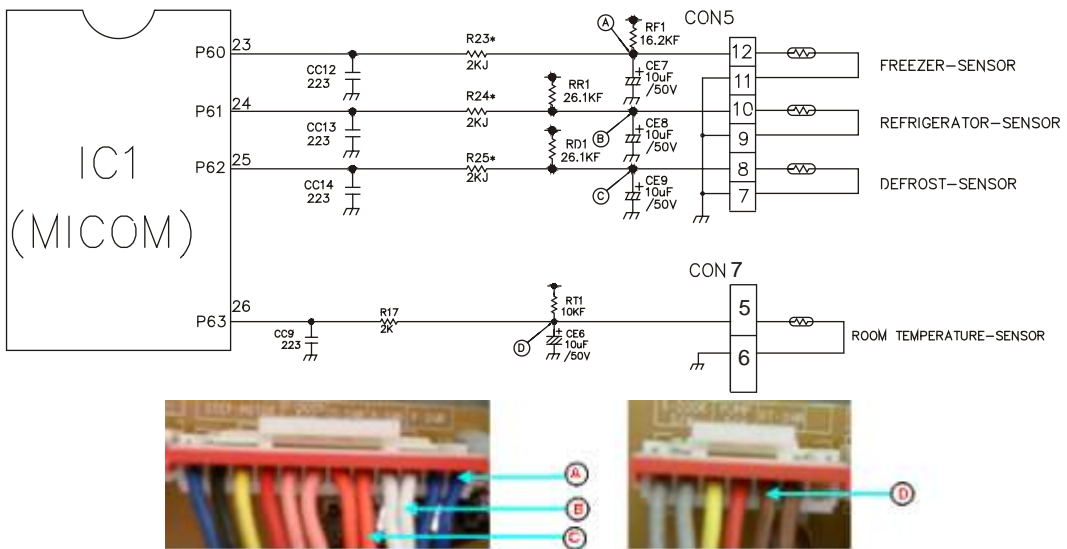 CON5
A
RF1
16.2KF
P60 23
R23*
2KJ
CC12
223
CE7
+
10uF
/50V
12
11
FREEZER-SENSOR
P61 24
R24*
2KJ
RR1
26.1KF
CC13
223
B
CE8
+
10uF
/50V
10
9
REFRIGERATOR-SENSOR
P62 25
R25*
2KJ
RD1
26.1KF
CC14
223
C
CE9
+
10uF
/50V
8
7
DEFROST-SENSOR
IC1
(MICOM)
CON7
P63 26
R17
2K
CC9
223
RT1
10KF
D
CE6
+
10uF
/50V
5
6
ROOM TEMPERATURE-SENSOR
A
B
C
D